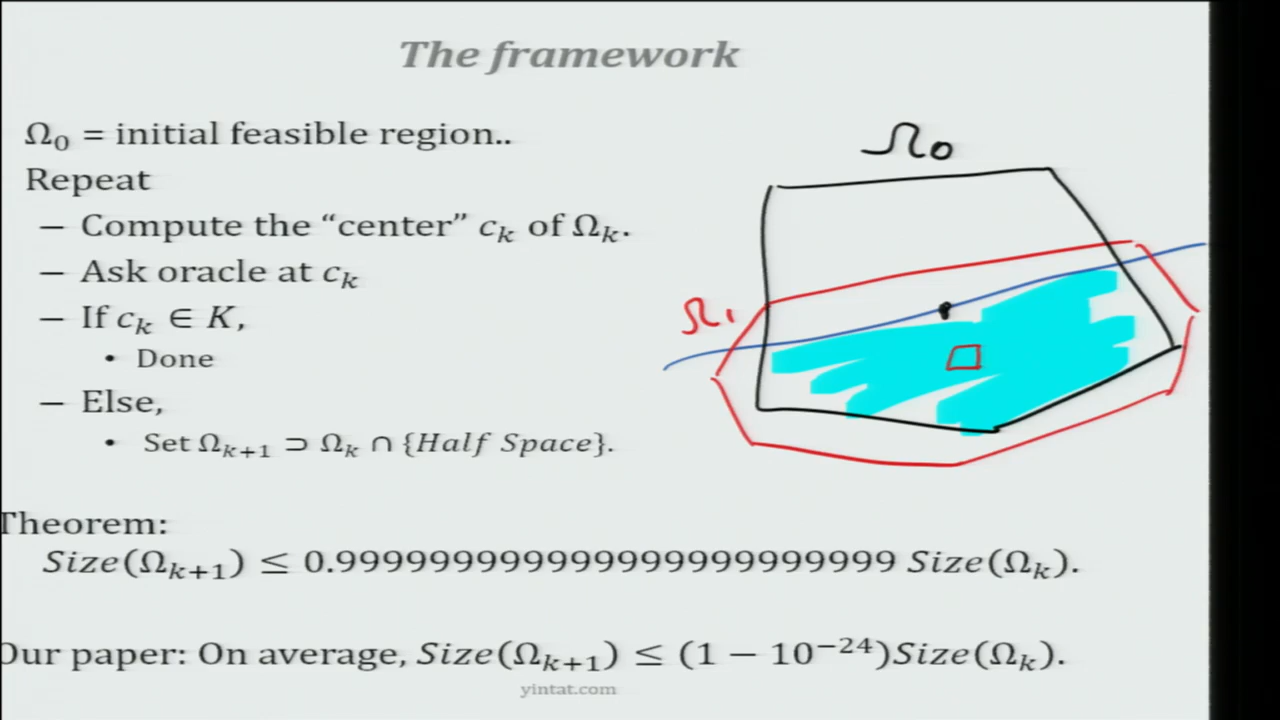 The framework
Ω₀ = initial feasible region..
Repeat
– Compute the “center” cₖ of Ωₖ.
– Ask oracle at cₖ
– If cₖ ∈ K,
• Done
– Else,
• Set Ωₖ₊₁ ⊃ Ωₖ ∩ {Half Space}.
Ω₀
Ω₁
Theorem:
Size(Ωₖ₊₁) ≤ 0.9999999999999999999999999 Size(Ωₖ).
Our paper: On average, Size(Ωₖ₊₁) ≤ (1 − 10⁻²⁴)Size(Ωₖ).
yintat.com